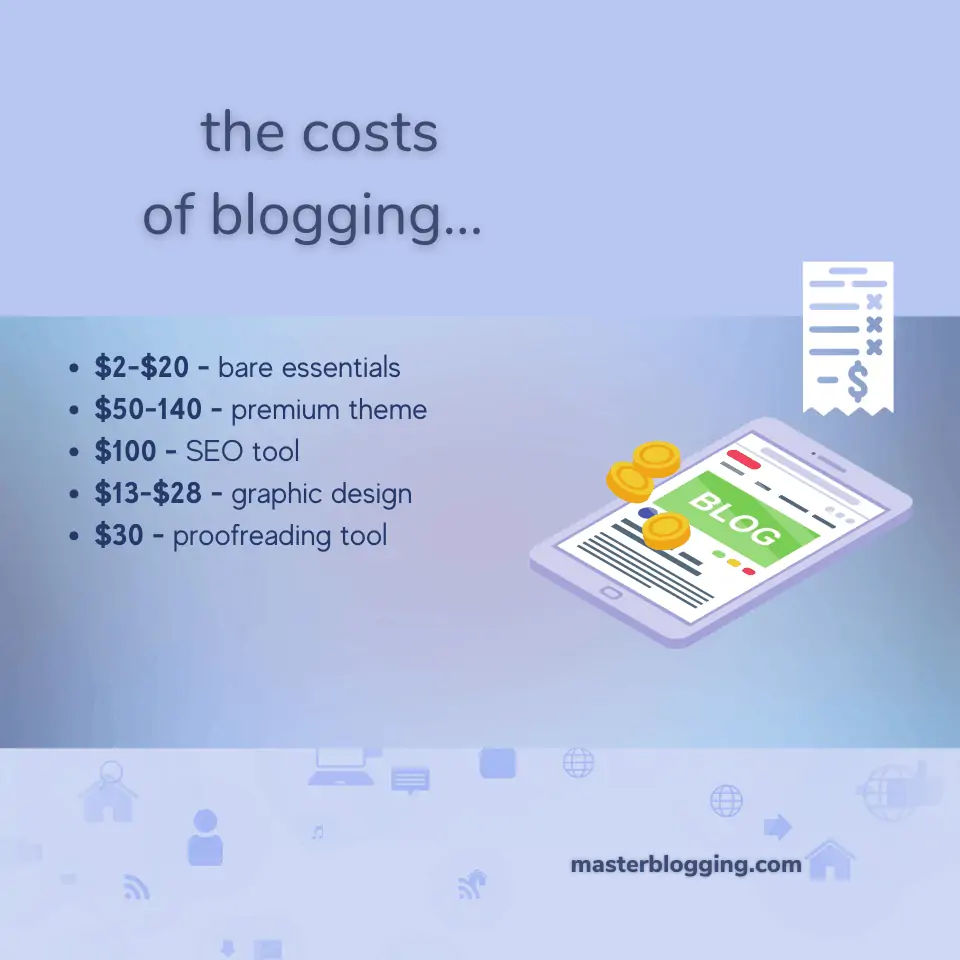 the costs
of blogging...
• $2-$20 - bare essentials
• $50-140 - premium theme
• $100 - SEO tool
• $13-$28 - graphic design
• $30 - proofreading tool
$
BLOG
masterblogging.com